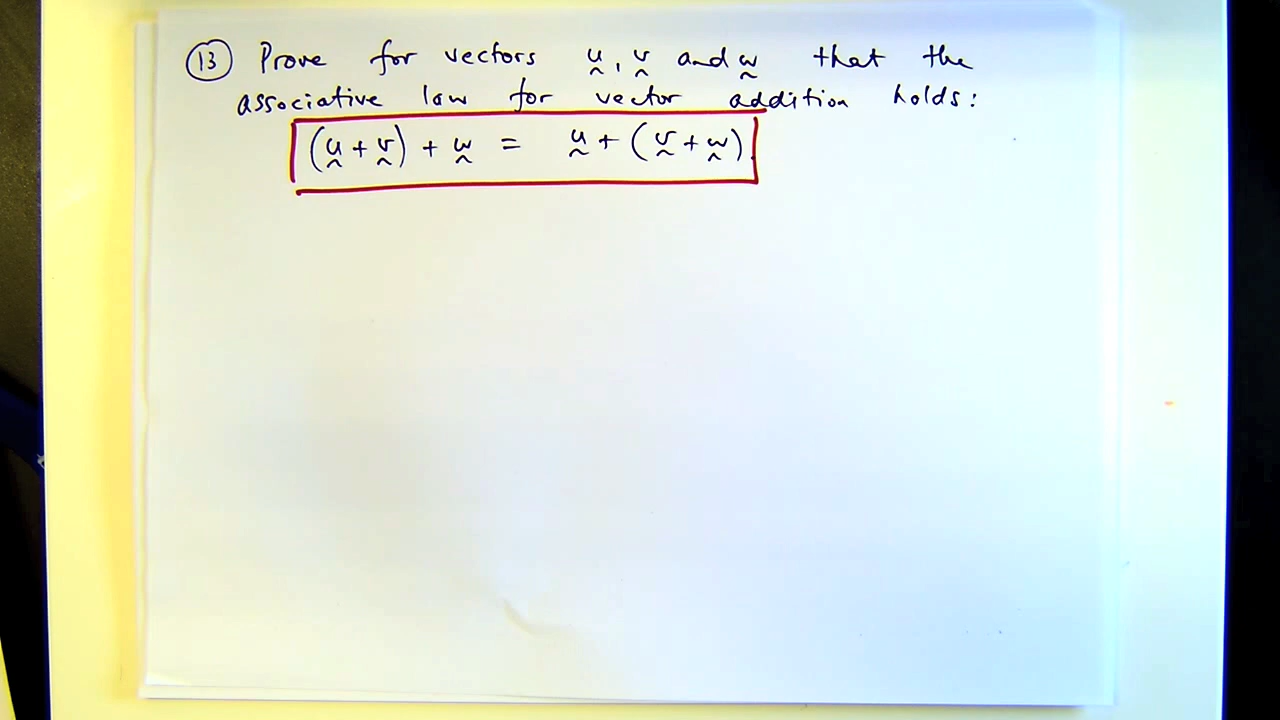 13 Prove for vectors u, v and w that the
associative law for vector addition holds:
(u + v) + w = u + (v + w).